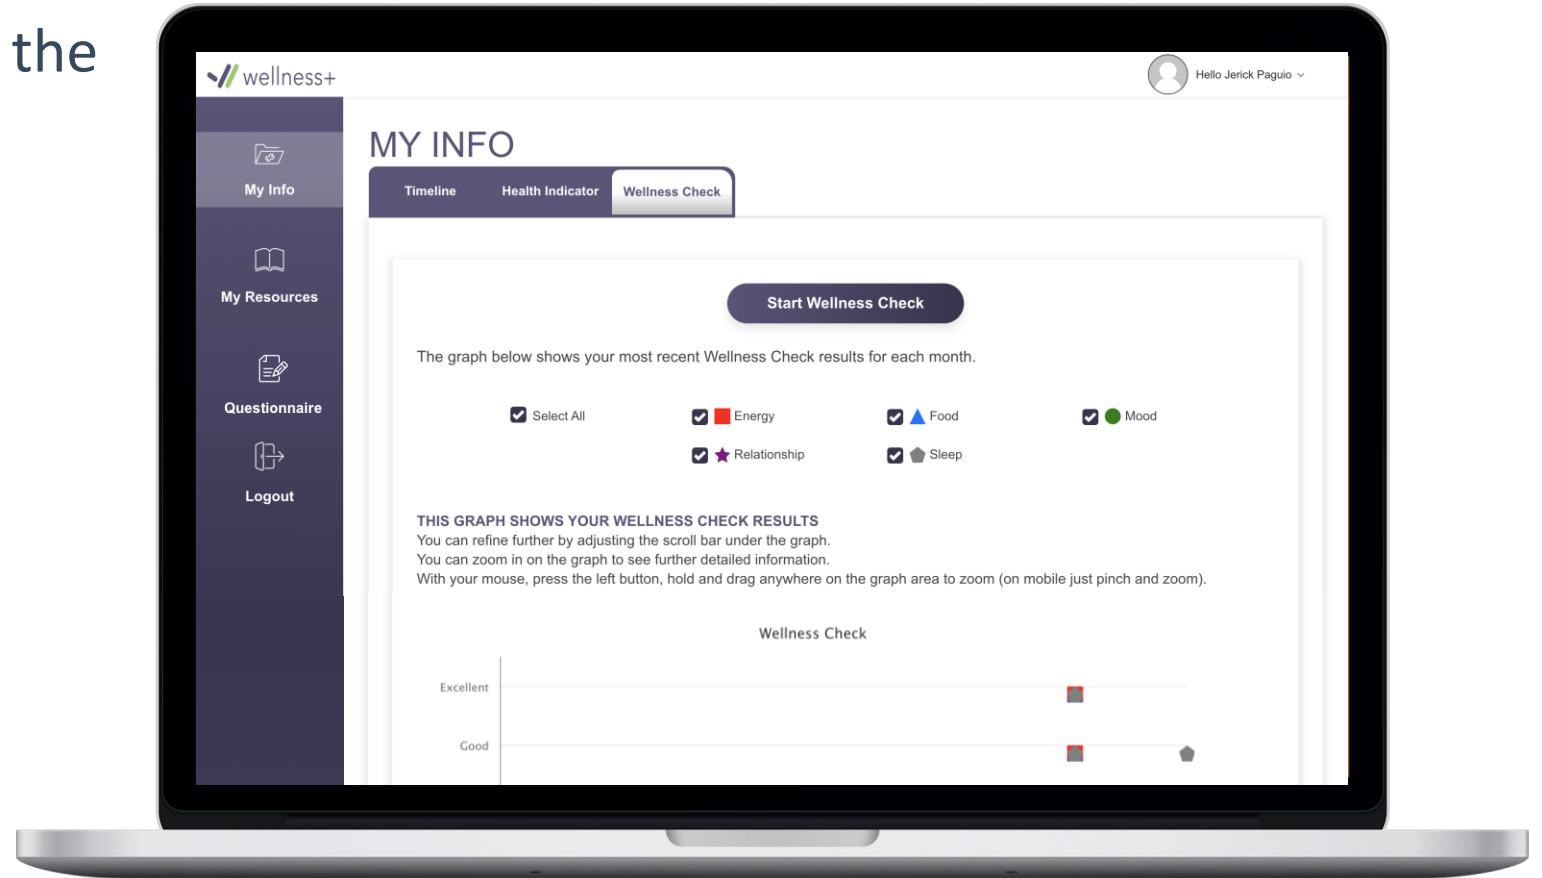 the
wellness+
Hello Jerick Paguio
MY INFO
My Info
My Resources
Questionnaire
Logout
Timeline Health Indicator Wellness Check
Start Wellness Check
The graph below shows your most recent Wellness Check results for each month.
Select All Energy Food Mood
Relationship Sleep
THIS GRAPH SHOWS YOUR WELLNESS CHECK RESULTS
You can refine further by adjusting the scroll bar under the graph.
You can zoom in on the graph to see further detailed information.
With your mouse, press the left button, hold and drag anywhere on the graph area to zoom (on mobile just pinch and zoom).
Wellness Check
Excellent
Good